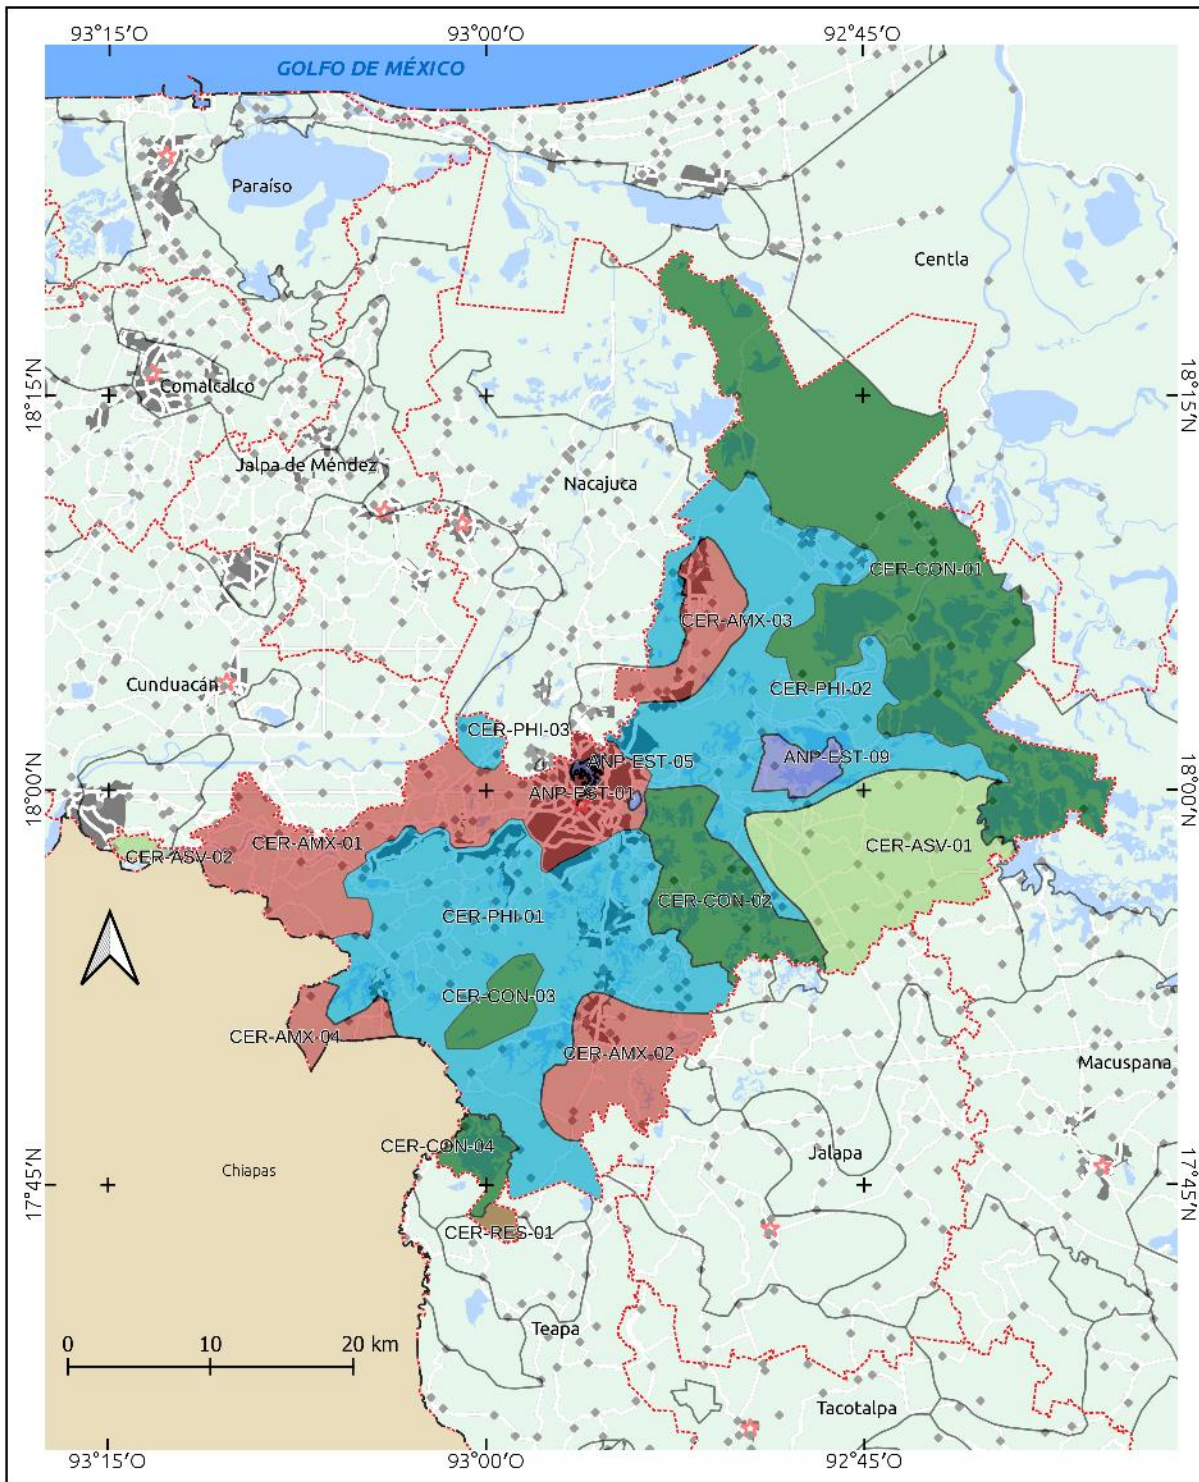 93°15'O 93°00'O 92°45'O
GOLFO DE MÉXICO
Paraíso
Centla
18°15'N 18°15'N
Comalcalco
Jalpa de Méndez
Nacajuca
CER-CON-01
CER-AMX-03
Cunduacán
CER-PHI-02
CER-PHI-03
ANP-EST-05
ANP-EST-09
18°00'N 18°00'N
ANP-EST-01
CER-AMX-01
CER-ASV-01
CER-ASV-02
CER-CON-02
CER-PHI-01
CER-CON-03
CER-AMX-04
CER-AMX-02
Macuspana
CER-CON-04
Jalapa
Chiapas
17°45'N 17°45'N
CER-RES-01
Teapa
0 10 20 km
Tacotalpa
93°15'O 93°00'O 92°45'O